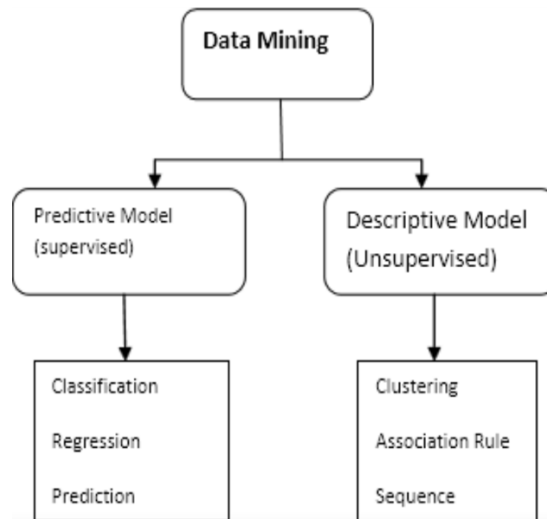 Data Mining
Predictive Model
(supervised)
Descriptive Model
(Unsupervised)
Classification
Regression
Prediction
Clustering
Association Rule
Sequence